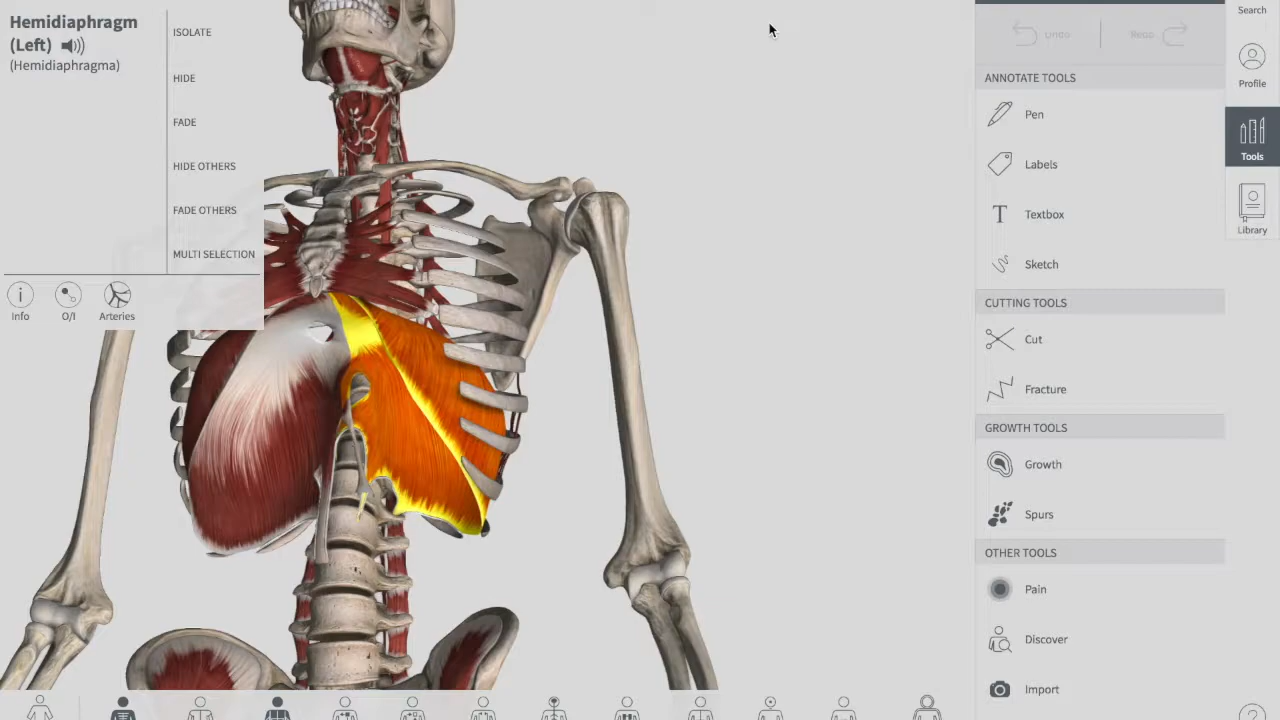 Hemidiaphragm
(Left)
(Hemidiaphragma)
ISOLATE
HIDE
FADE
HIDE OTHERS
FADE OTHERS
MULTI SELECTION
Info
O/I
Arteries
Undo
Redo
ANNOTATE TOOLS
Pen
Labels
Textbox
Sketch
CUTTING TOOLS
Cut
Fracture
GROWTH TOOLS
Growth
Spurs
OTHER TOOLS
Pain
Discover
Import
Search
Profile
Tools
Library